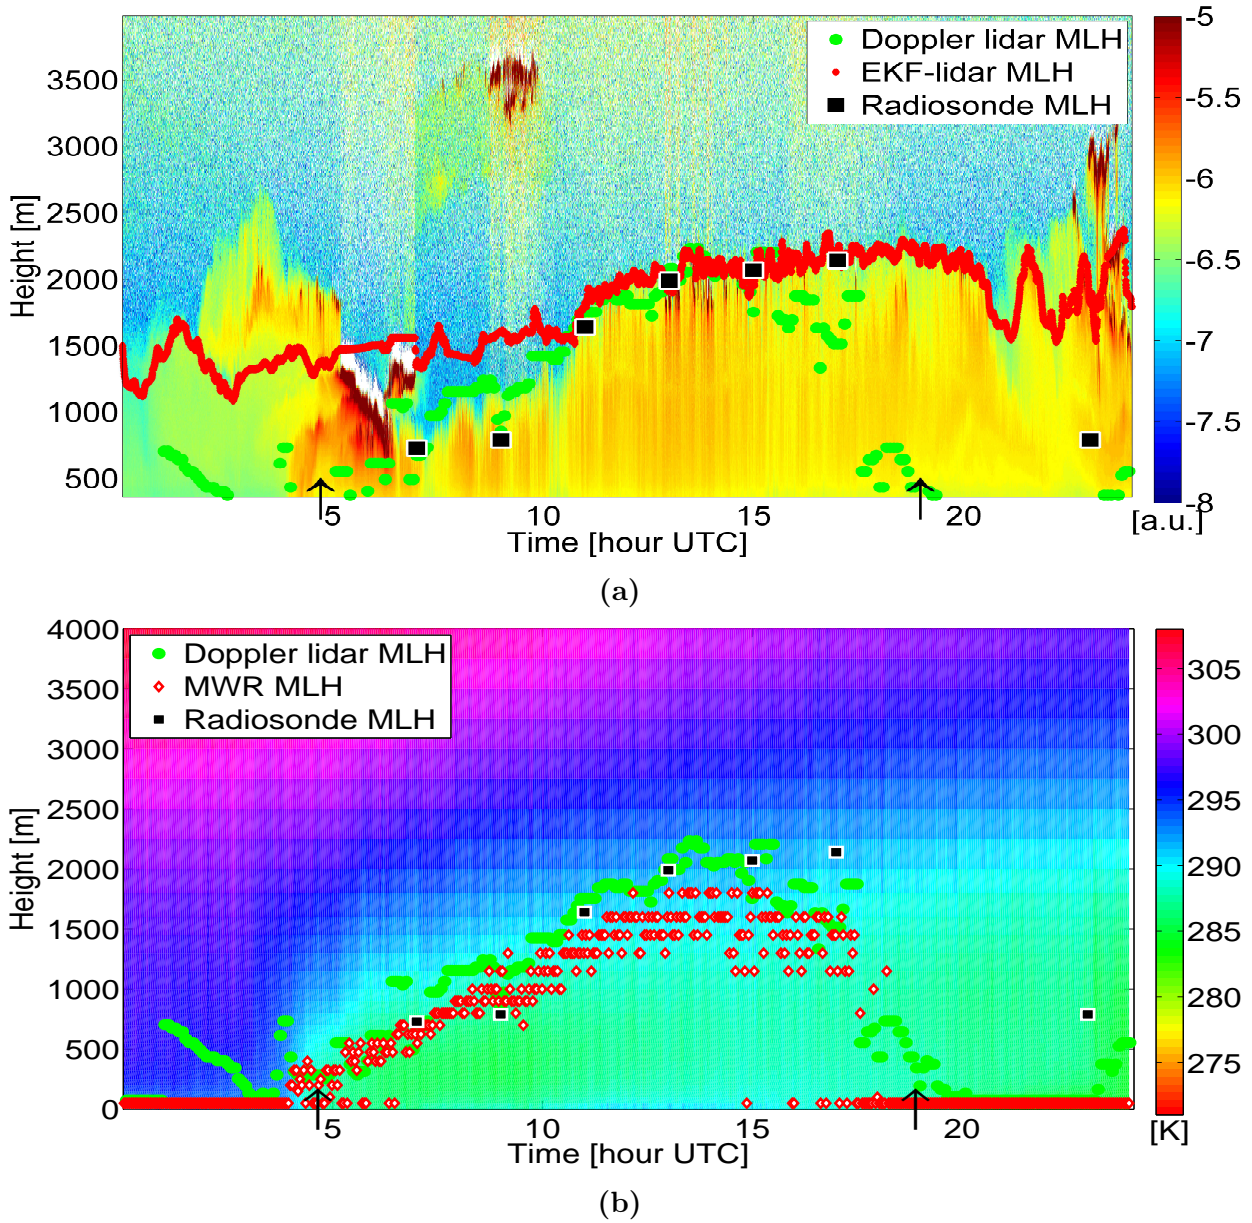 Doppler lidar MLH
EKF-lidar MLH
Radiosonde MLH
3500
3000
2500
2000
1500
1000
500
Height [m]
5
10
15
20
Time [hour UTC]
-5
-5.5
-6
-6.5
-7
-7.5
-8
[a.u.]
(a)
Doppler lidar MLH
MWR MLH
Radiosonde MLH
4000
3500
3000
2500
2000
1500
1000
500
0
Height [m]
5
10
15
20
Time [hour UTC]
305
300
295
290
285
280
275
[K]
(b)